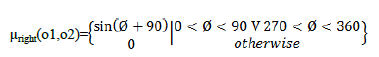 μright(o1,o2)={sin(Ø + 90)|0 < Ø < 90 V 270 < Ø < 360}
0 otherwise